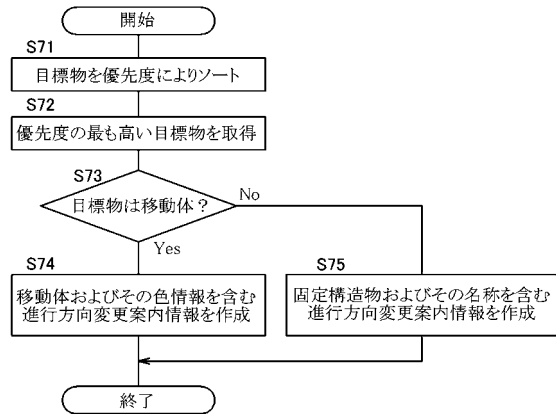 開始
S71
目標物を優先度によりソート
S72
優先度の最も高い目標物を取得
S73
目標物は移動体？
No
Yes
S74
移動体およびその色情報を含む
進行方向変更案内情報を作成
S75
固定構造物およびその名称を含む
進行方向変更案内情報を作成
終了